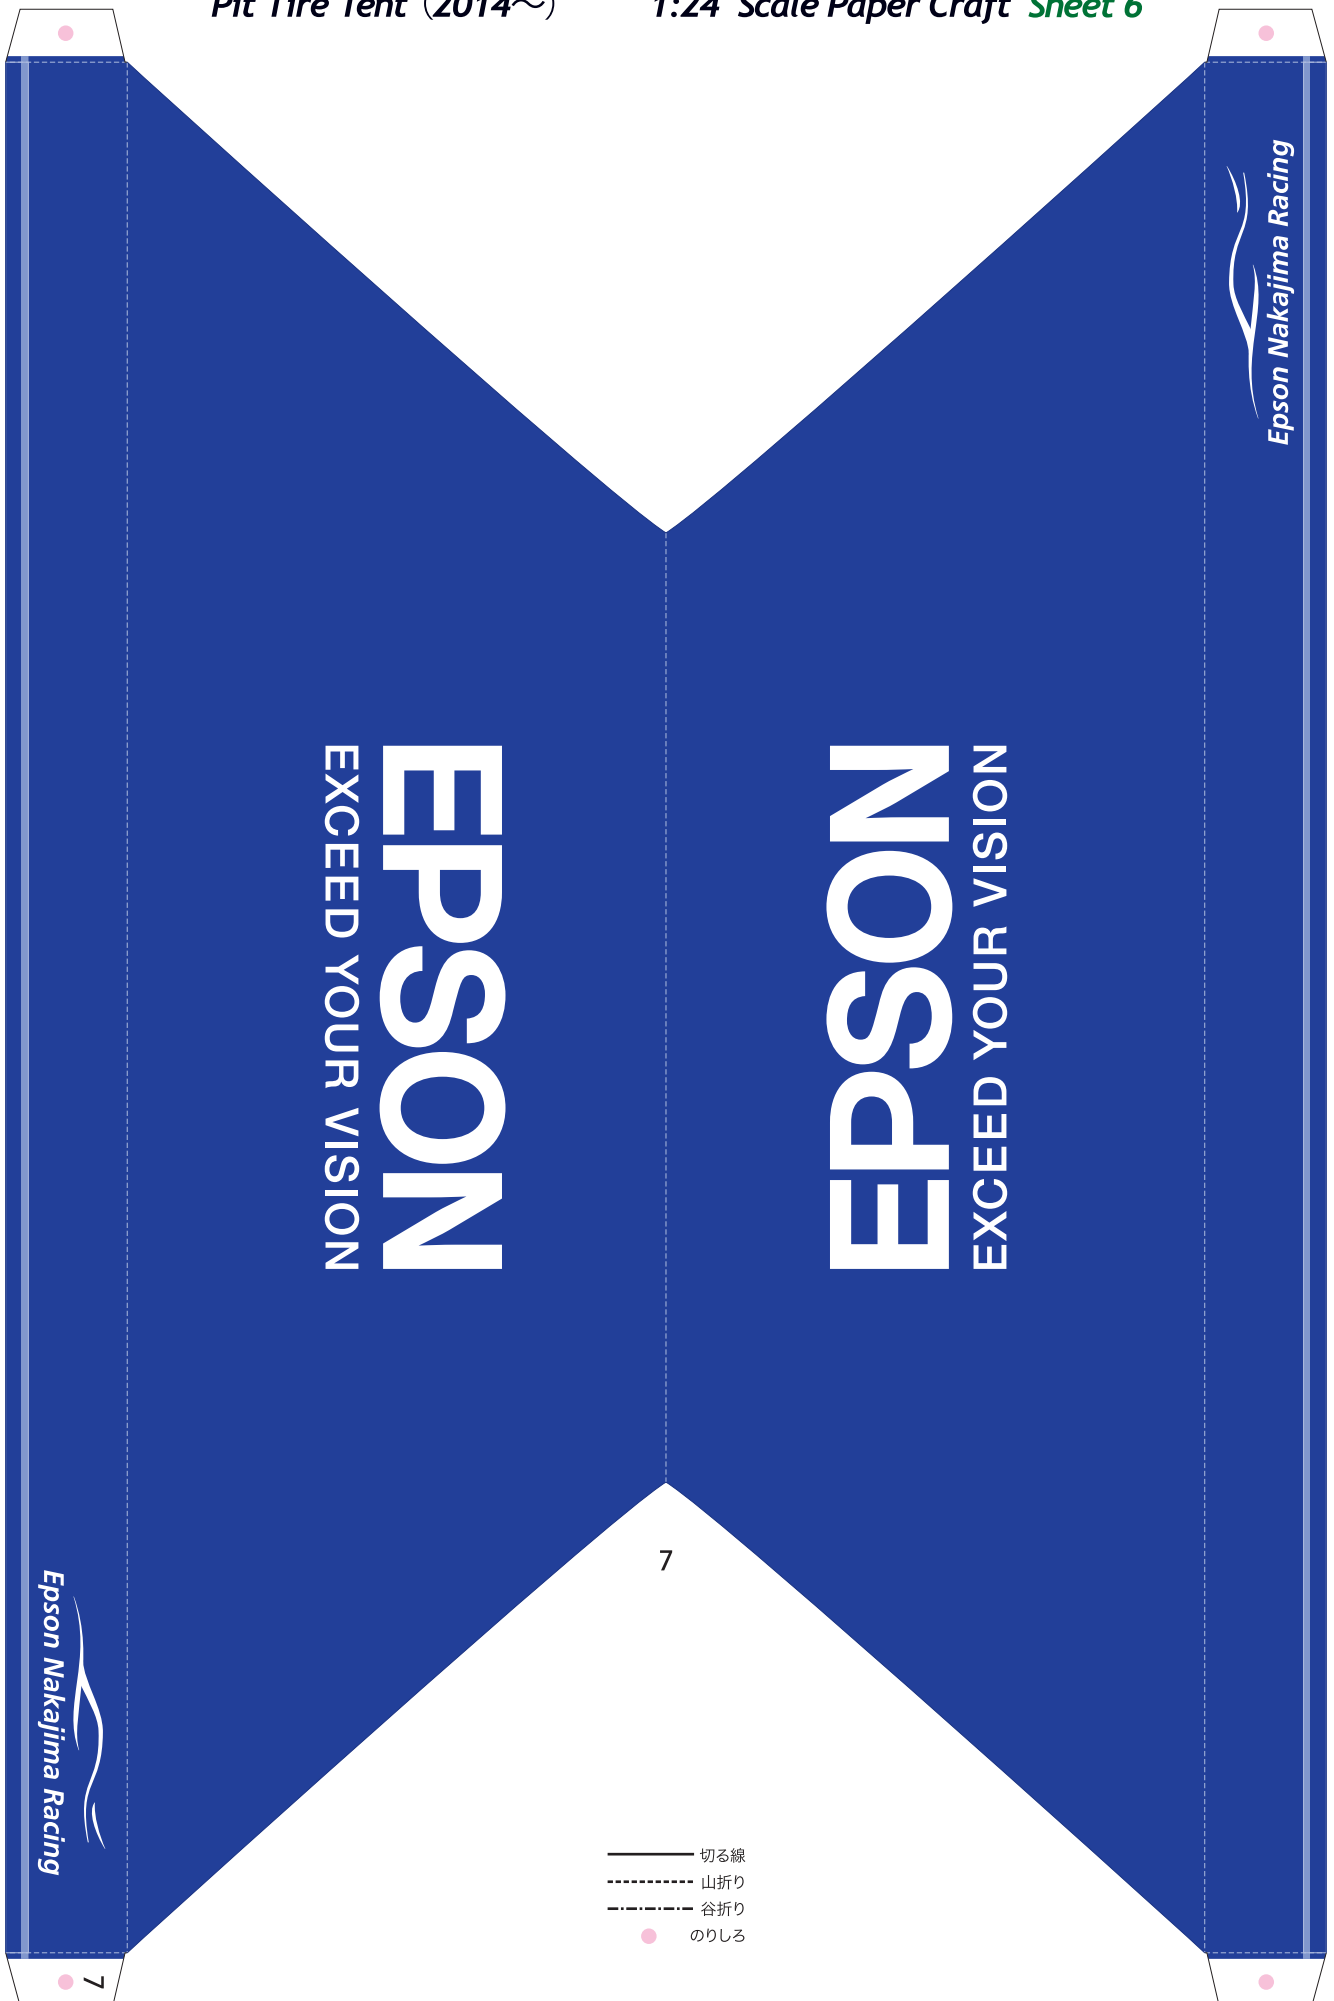 Pit Tire Tent（2014～） 1:24 Scale Paper Craft Sheet 6
Epson Nakajima Racing
EPSON
EXCEED YOUR VISION
EPSON
EXCEED YOUR VISION
7
Epson Nakajima Racing
切る線
山折り
谷折り
のりしろ
7